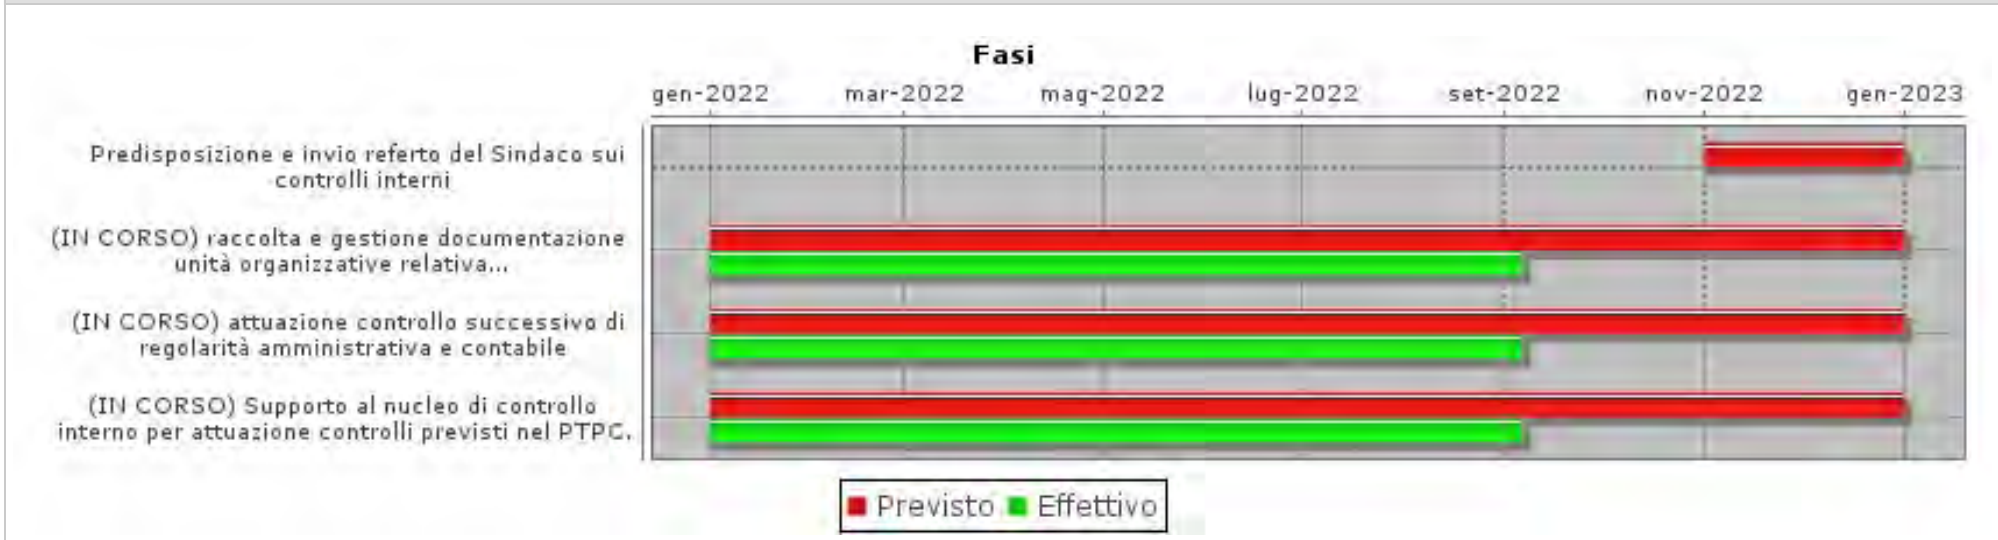 Fasi
gen-2022 mar-2022 mag-2022 lug-2022 set-2022 nov-2022 gen-2023
Predisposizione e invio referto del Sindaco sui
controlli interni
(IN CORSO) raccolta e gestione documentazione
unità organizzative relativa...
(IN CORSO) attuazione controllo successivo di
regolarità amministrativa e contabile
(IN CORSO) Supporto al nucleo di controllo
interno per attuazione controlli previsti nel PTPC.
Previsto Effettivo